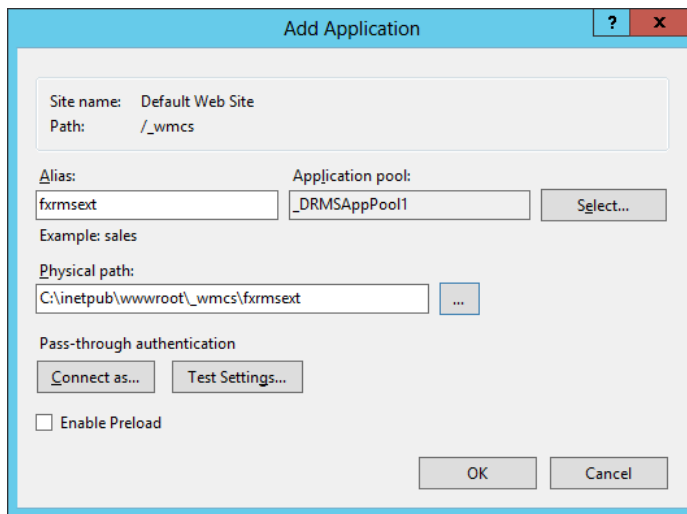 Add Application
? x
Site name: Default Web Site
Path: /_wmcs
Alias: Application pool:
fxrmsext _DRMSAppPool1 Select...
Example: sales
Physical path:
C:\inetpub\wwwroot\_wmcs\fxrmsext ...
Pass-through authentication
Connect as... Test Settings...
Enable Preload
OK Cancel